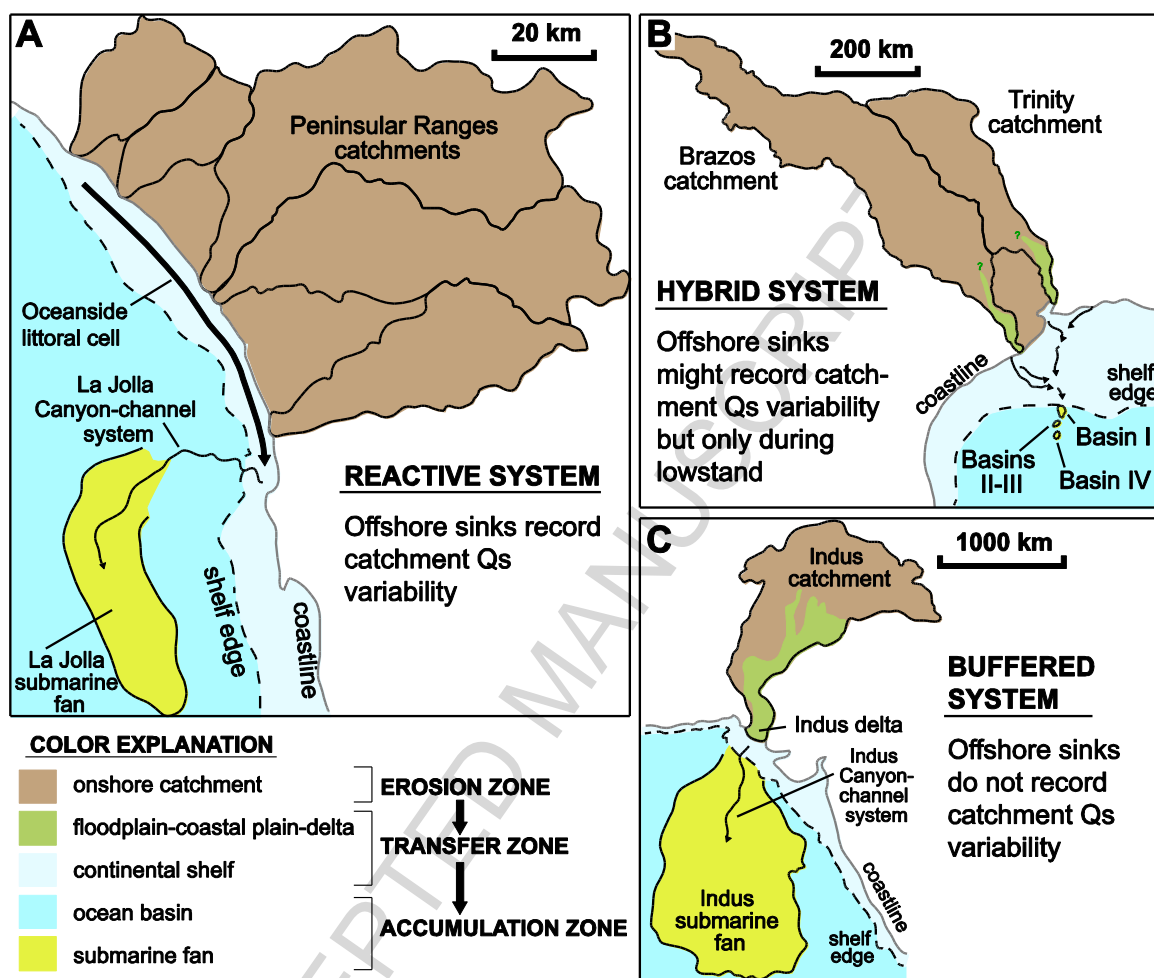 A
20 km
Peninsular Ranges
catchments
Oceanside
littoral cell
La Jolla
Canyon-channel
system
REACTIVE SYSTEM
Offshore sinks record
catchment Qs
variability
shelf edge
coastline
La Jolla
submarine
fan
B
200 km
Trinity
catchment
Brazos
catchment
?
?
HYBRID SYSTEM
Offshore sinks
might record catch-
ment Qs variability
but only during
lowstand
coastline
shelf
edge
Basin I
Basins
II-III
Basin IV
C
1000 km
Indus
catchment
BUFFERED
SYSTEM
Indus delta
Indus
Canyon-
channel
system
Offshore sinks
do not record
catchment Qs
variability
coastline
Indus
submarine
fan
shelf
edge
COLOR EXPLANATION
onshore catchment
floodplain-coastal plain-delta
continental shelf
ocean basin
submarine fan
EROSION ZONE
TRANSFER ZONE
ACCUMULATION ZONE
MANUSCRIPT